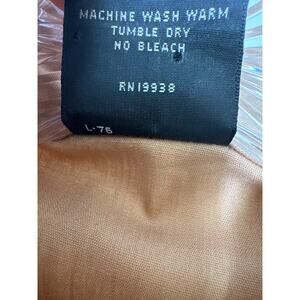 MACHINE WASH WARM
TUMBLE DRY
NO BLEACH
RN19938
L-76